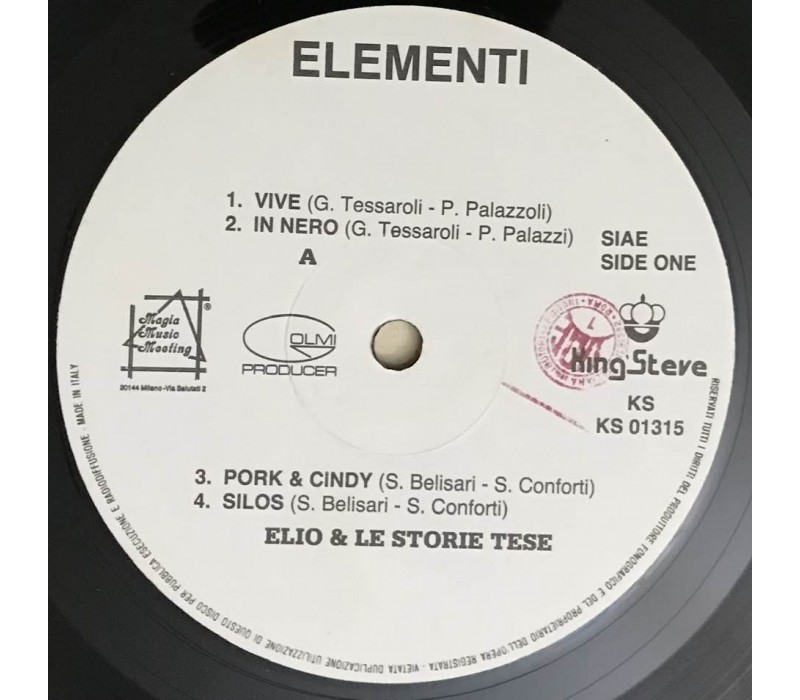 ELEMENTI
1. VIVE (G. Tessaroli - P. Palazzoli)
2. IN NERO (G. Tessaroli - P. Palazzi)
A
SIAE
SIDE ONE
Magia
Music
Meeting
®
20144 Milano - Via Salutati 2
GOLMI
PRODUCER
King Steve
KS
KS 01315
3. PORK & CINDY (S. Belisari - S. Conforti)
4. SILOS (S. Belisari - S. Conforti)
ELIO & LE STORIE TESE
RISERVATI TUTTI I DIRITTI DEL PRODUTTORE FONOGRAFICO E DEL PROPRIETARIO DELL'OPERA REGISTRATA - VIETATA DUPLICAZIONE UTILIZZAZIONE DI QUESTO DISCO PER PUBBLICA ESECUZIONE E RADIODIFFUSIONE - MADE IN ITALY